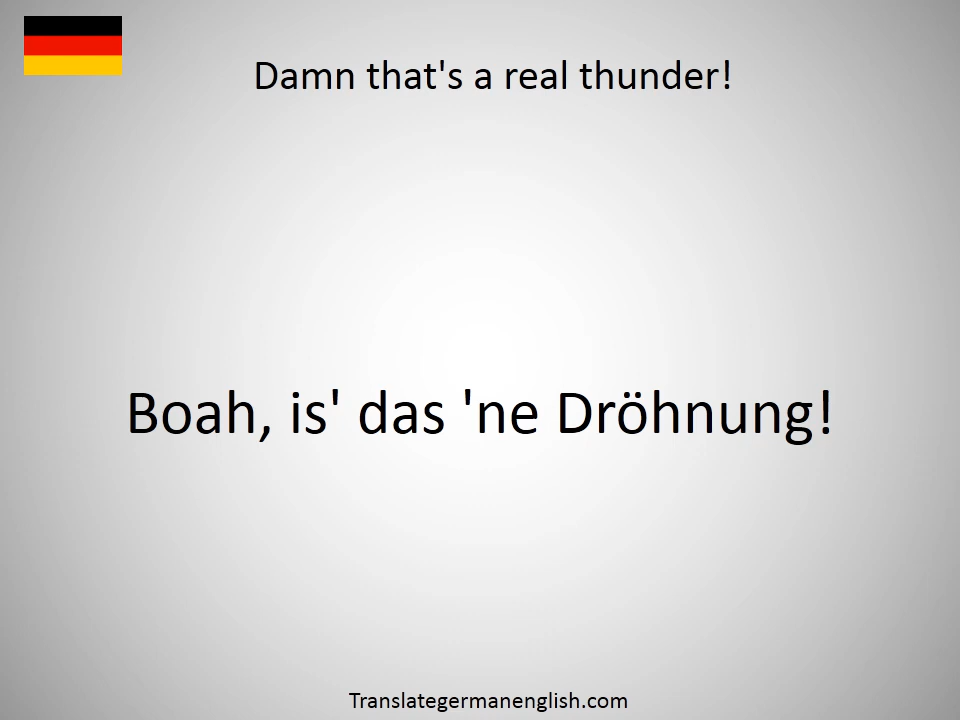 Damn that's a real thunder!
Boah, is' das 'ne Dröhnung!
Translategermanenglish.com